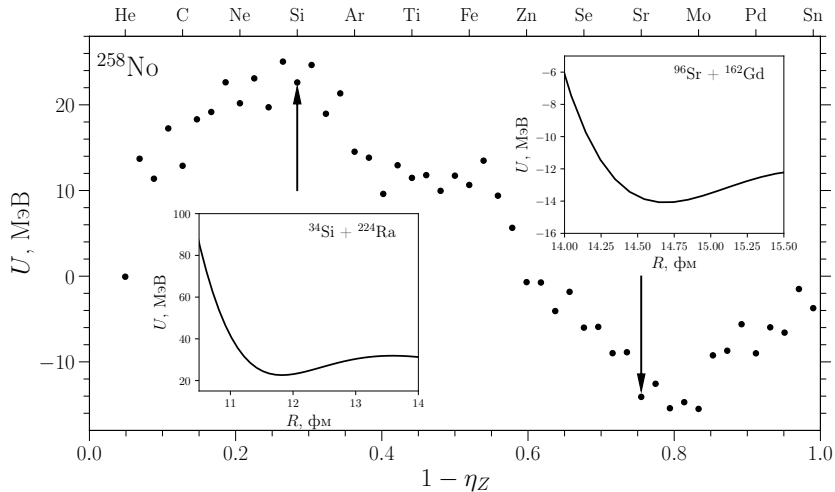 He C Ne Si Ar Ti Fe Zn Se Sr Mo Pd Sn
²⁵⁸No
U, МэВ
20
10
0
−10
0.0 0.2 0.4 0.6 0.8 1.0
1 − η_Z
³⁴Si + ²²⁴Ra
U, МэВ
100
80
60
40
20
11 12 13 14
R, фм
⁹⁶Sr + ¹⁶²Gd
U, МэВ
−6
−8
−10
−12
−14
−16
14.00 14.25 14.50 14.75 15.00 15.25 15.50
R, фм